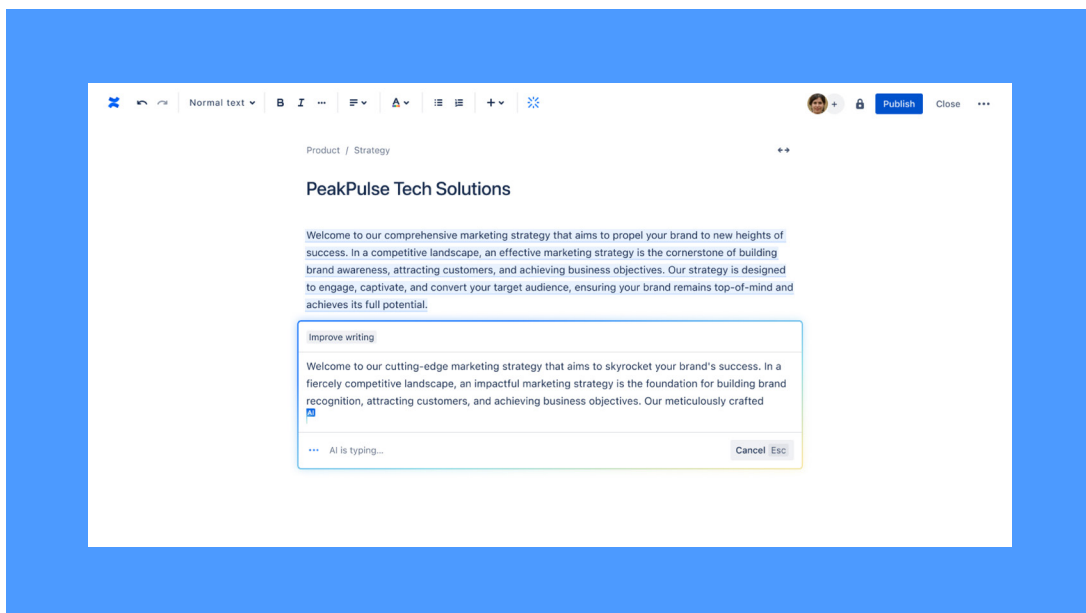 Normal text B I A + + Publish Close
Product / Strategy
PeakPulse Tech Solutions
Welcome to our comprehensive marketing strategy that aims to propel your brand to new heights of
success. In a competitive landscape, an effective marketing strategy is the cornerstone of building
brand awareness, attracting customers, and achieving business objectives. Our strategy is designed
to engage, captivate, and convert your target audience, ensuring your brand remains top-of-mind and
achieves its full potential.
Improve writing
Welcome to our cutting-edge marketing strategy that aims to skyrocket your brand's success. In a
fiercely competitive landscape, an impactful marketing strategy is the foundation for building brand
recognition, attracting customers, and achieving business objectives. Our meticulously crafted
AI
AI is typing... Cancel Esc